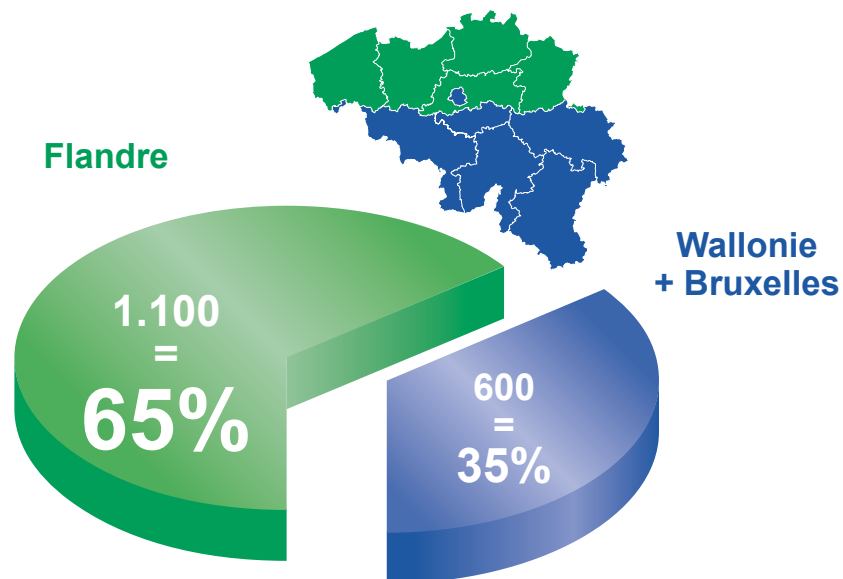 Flandre
1.100
=
65%
Wallonie
+ Bruxelles
600
=
35%